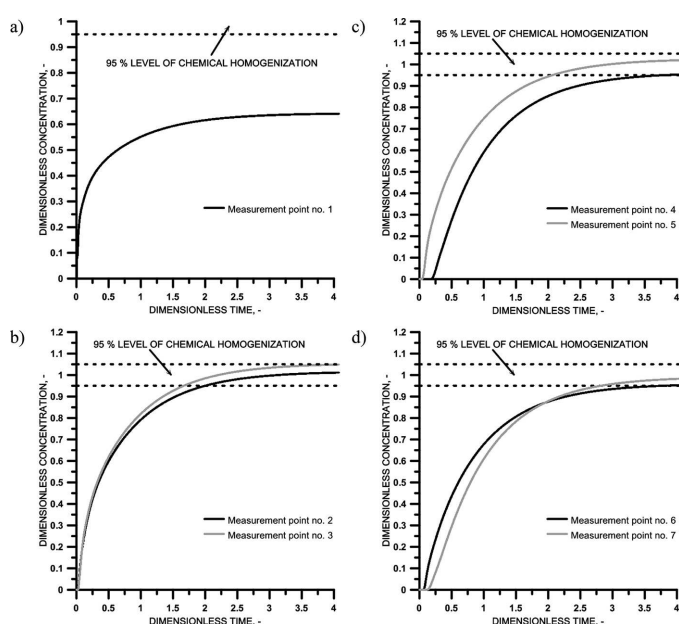 a)
DIMENSIONLESS CONCENTRATION, -
1
0.9
0.8
0.7
0.6
0.5
0.4
0.3
0.2
0.1
0
95 % LEVEL OF CHEMICAL HOMOGENIZATION
Measurement point no. 1
0 0.5 1 1.5 2 2.5 3 3.5 4
DIMENSIONLESS TIME, -
c)
DIMENSIONLESS CONCENTRATION, -
1.2
1.1
1
0.9
0.8
0.7
0.6
0.5
0.4
0.3
0.2
0.1
0
95 % LEVEL OF CHEMICAL HOMOGENIZATION
Measurement point no. 4
Measurement point no. 5
0 0.5 1 1.5 2 2.5 3 3.5 4
DIMENSIONLESS TIME, -
b)
DIMENSIONLESS CONCENTRATION, -
1.2
1.1
1
0.9
0.8
0.7
0.6
0.5
0.4
0.3
0.2
0.1
0
95 % LEVEL OF CHEMICAL HOMOGENIZATION
Measurement point no. 2
Measurement point no. 3
0 0.5 1 1.5 2 2.5 3 3.5 4
DIMENSIONLESS TIME, -
d)
DIMENSIONLESS CONCENTRATION, -
1.2
1.1
1
0.9
0.8
0.7
0.6
0.5
0.4
0.3
0.2
0.1
0
95 % LEVEL OF CHEMICAL HOMOGENIZATION
Measurement point no. 6
Measurement point no. 7
0 0.5 1 1.5 2 2.5 3 3.5 4
DIMENSIONLESS TIME, -